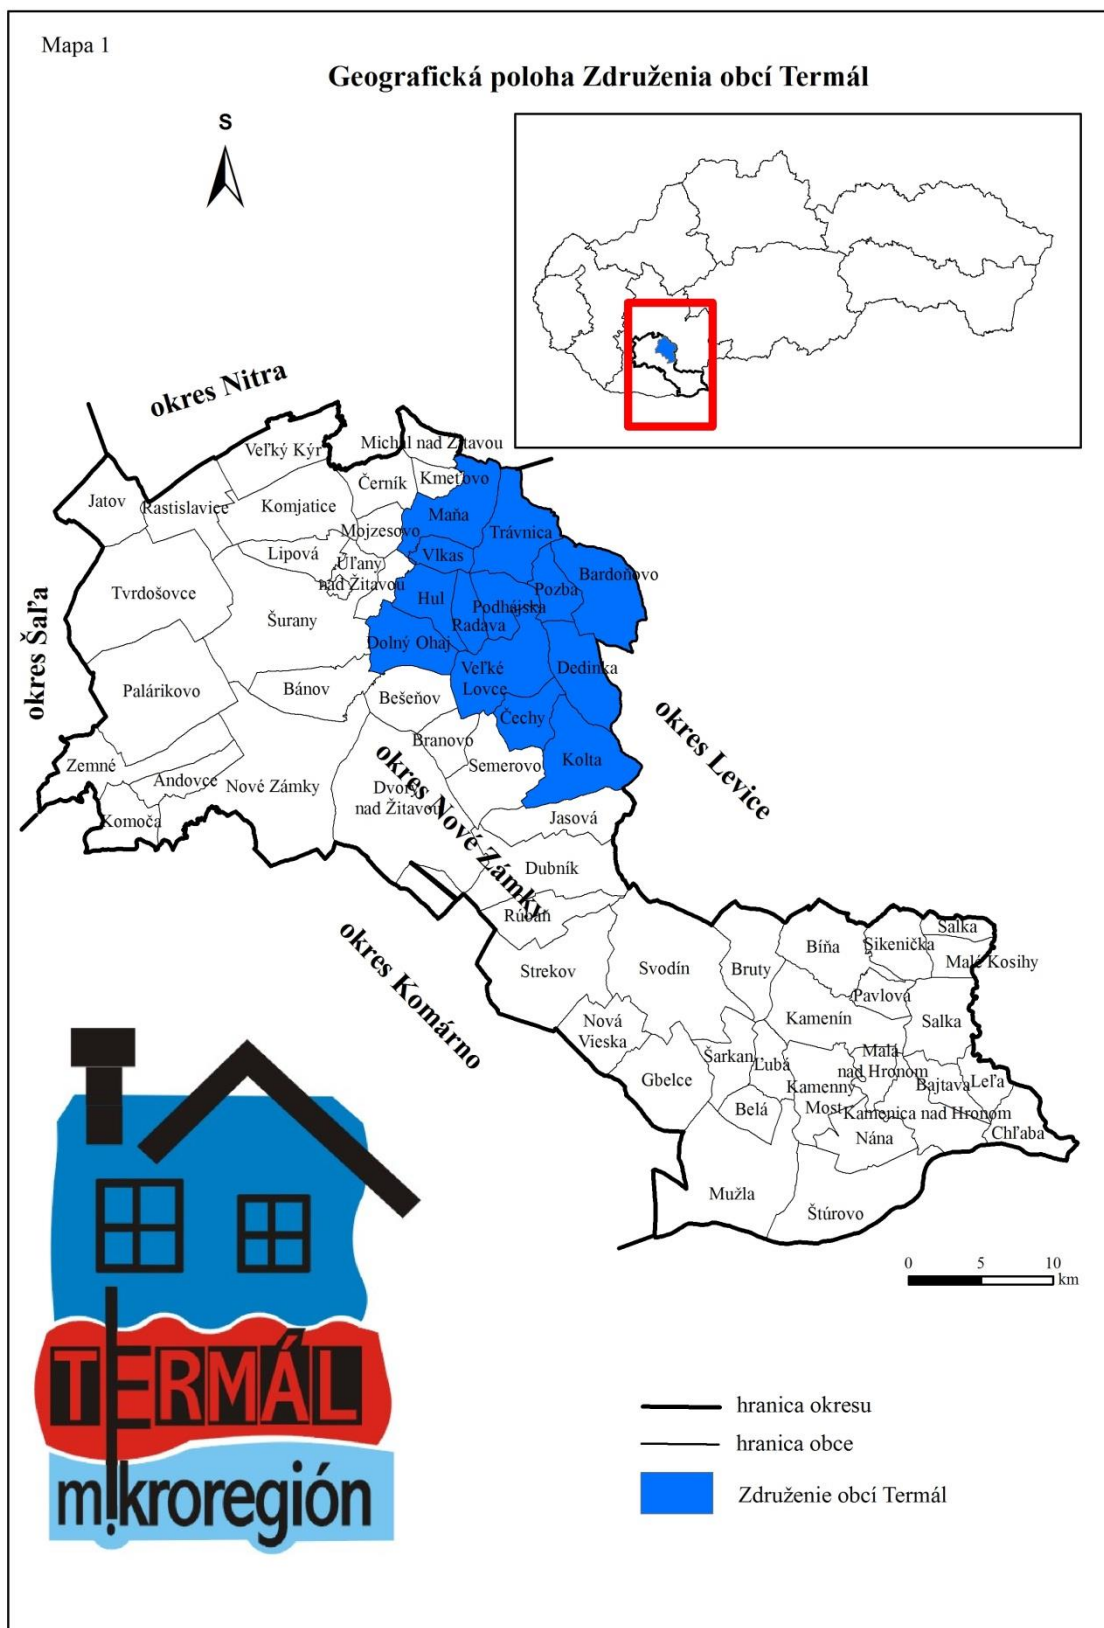 Mapa 1
Geografická poloha Združenia obcí Termál
S
okres Nitra
okres Šaľa
okres Levice
okres Nové Zámky
okres Komárno
Michal nad Žitavou
Veľký Kýr
Kmeťovo
Černík
Jatov
Rastislavice
Komjatice
Maňa
Mojzesovo
Trávnica
Lipová
Vlkas
Úľany
nad Žitavou
Bardoňovo
Tvrdošovce
Pozba
Hul
Podhájska
Šurany
Radava
Dolný Ohaj
Veľké
Lovce
Dedinka
Palárikovo
Bánov
Bešeňov
Čechy
Branovo
Zemné
Semerovo
Kolta
Andovce
Nové Zámky
Dvory
nad Žitavou
Komoča
Jasová
Dubník
Rúbaň
Salka
Bíňa
Sikenička
Malé Kosihy
Strekov
Svodín
Bruty
Pavlová
Nová
Vieska
Kamenín
Salka
Šarkan
Ľubá
Malá
nad Hronom
Gbelce
Kamenny
Most
Bajtava
Leľa
Belá
Kamenica nad Hronom
Nána
Chľaba
Mužla
Štúrovo
0 5 10
km
TERMÁL
mikroregión
hranica okresu
hranica obce
Združenie obcí Termál